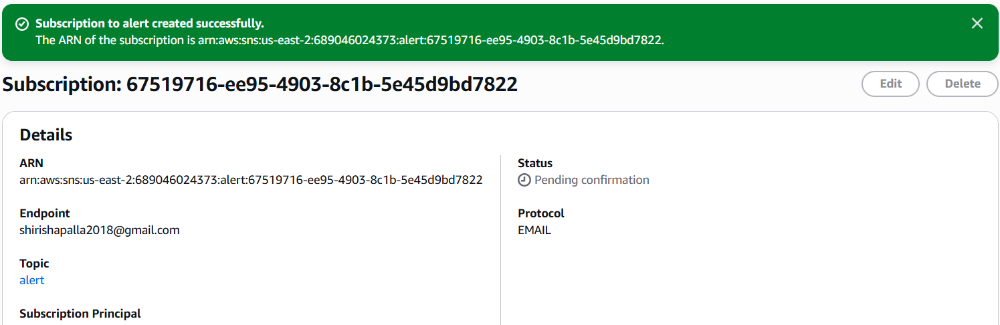 Subscription to alert created successfully.
The ARN of the subscription is arn:aws:sns:us-east-2:689046024373:alert:67519716-ee95-4903-8c1b-5e45d9bd7822.
Subscription: 67519716-ee95-4903-8c1b-5e45d9bd7822
Edit
Delete
Details
ARN
arn:aws:sns:us-east-2:689046024373:alert:67519716-ee95-4903-8c1b-5e45d9bd7822
Endpoint
shirishapalla2018@gmail.com
Topic
alert
Subscription Principal
Status
Pending confirmation
Protocol
EMAIL